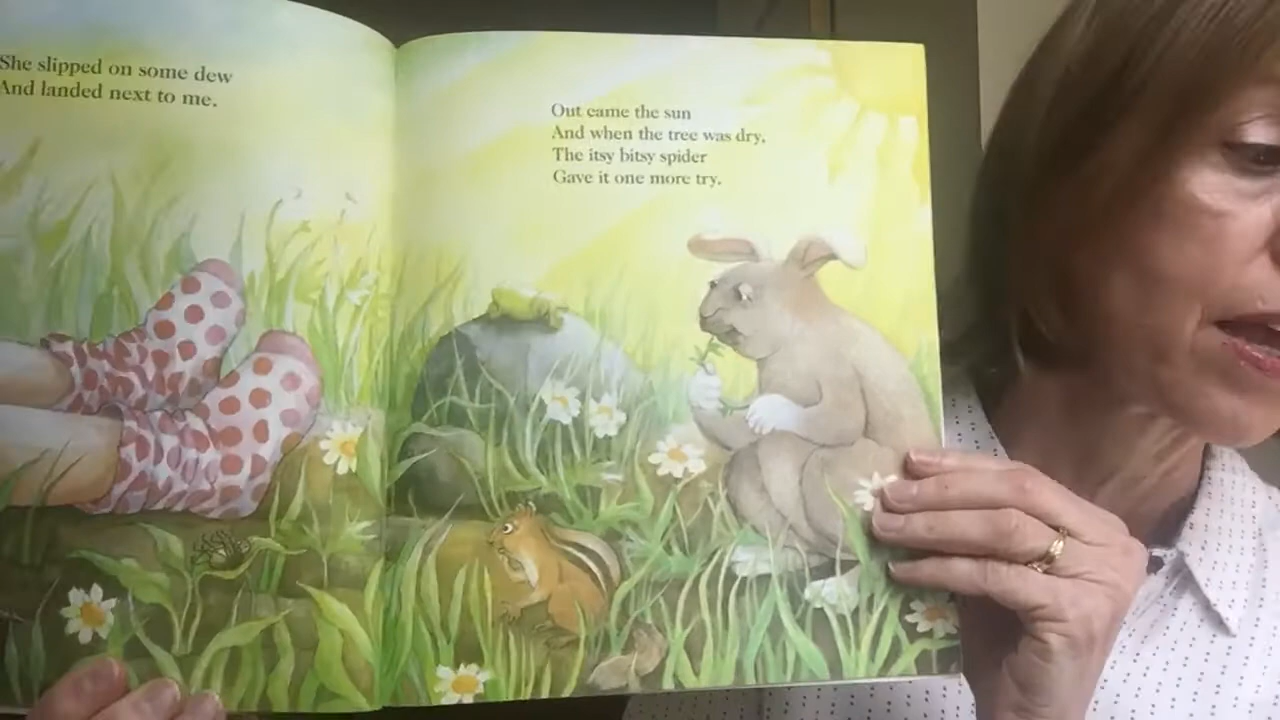 She slipped on some dew
And landed next to me.
Out came the sun
And when the tree was dry,
The itsy bitsy spider
Gave it one more try.